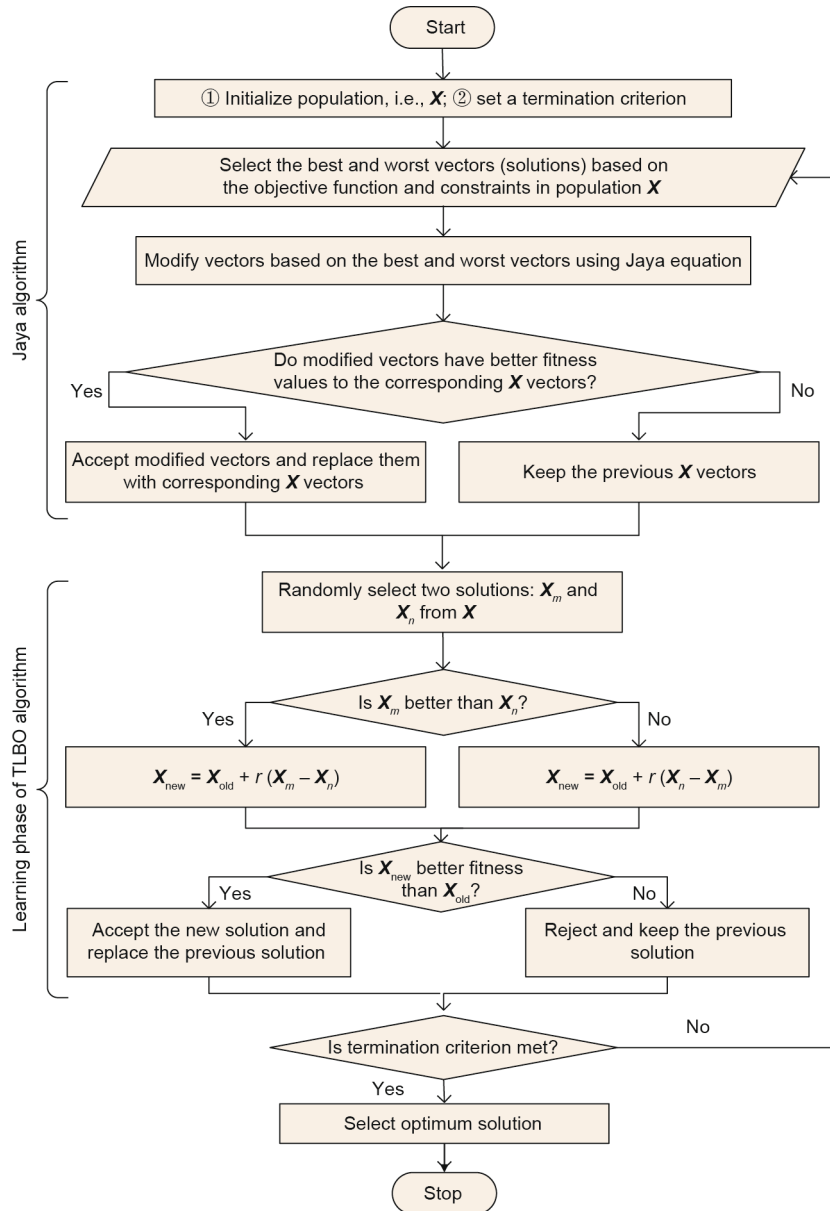 Start
① Initialize population, i.e., X; ② set a termination criterion
Select the best and worst vectors (solutions) based on
the objective function and constraints in population X
Modify vectors based on the best and worst vectors using Jaya equation
Jaya algorithm
Do modified vectors have better fitness
values to the corresponding X vectors?
Yes
No
Accept modified vectors and replace them
with corresponding X vectors
Keep the previous X vectors
Learning phase of TLBO algorithm
Randomly select two solutions: Xm and
Xn from X
Is Xm better than Xn?
Yes
No
Xnew = Xold + r (Xm – Xn)
Xnew = Xold + r (Xn – Xm)
Is Xnew better fitness
than Xold?
Yes
No
Accept the new solution and
replace the previous solution
Reject and keep the previous
solution
Is termination criterion met?
No
Yes
Select optimum solution
Stop